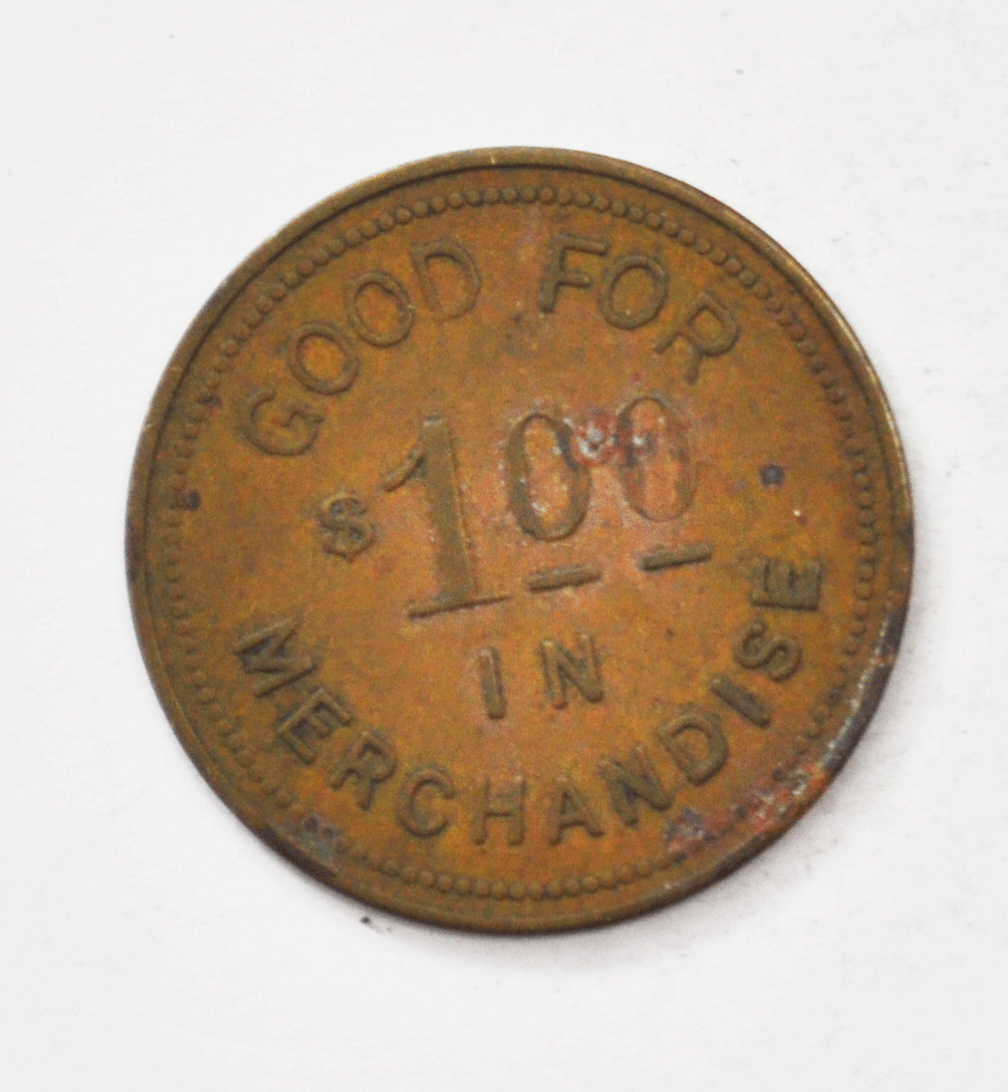 GOOD FOR
$1.00
IN
MERCHANDISE